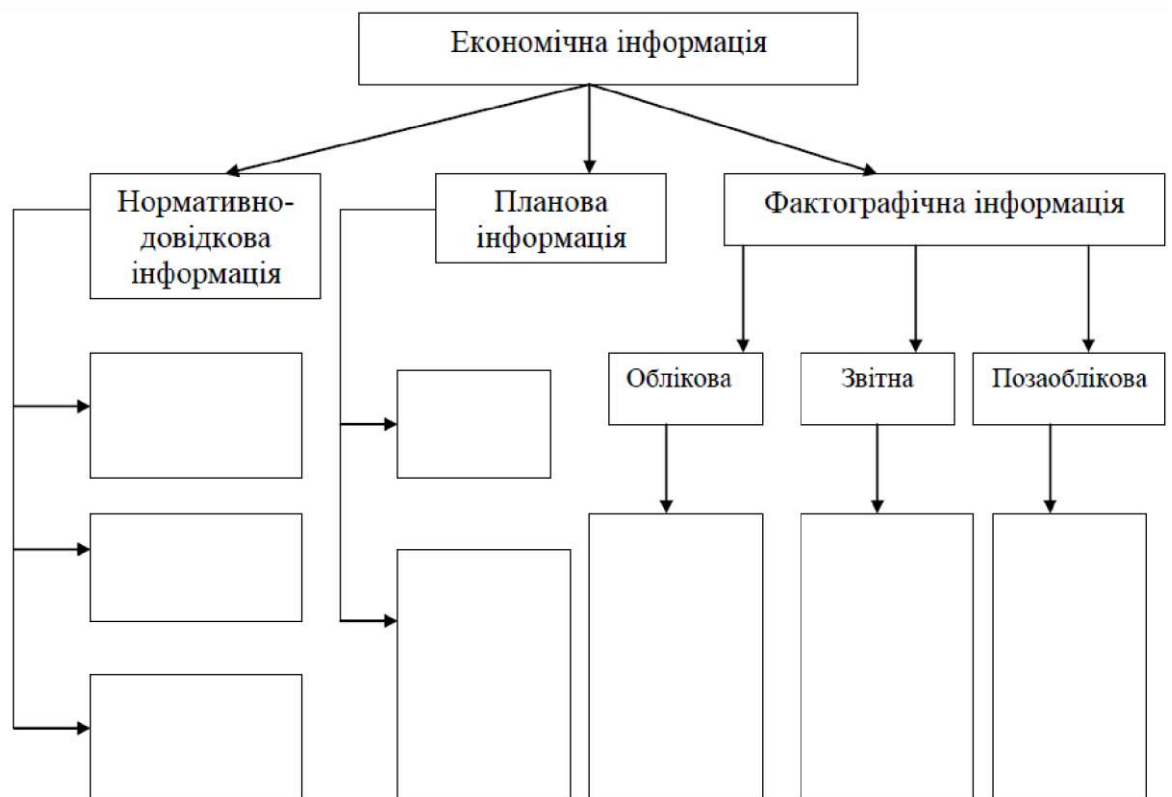 Економічна інформація
Нормативно-
довідкова
інформація
Планова
інформація
Фактографічна інформація
Облікова
Звітна
Позаоблікова